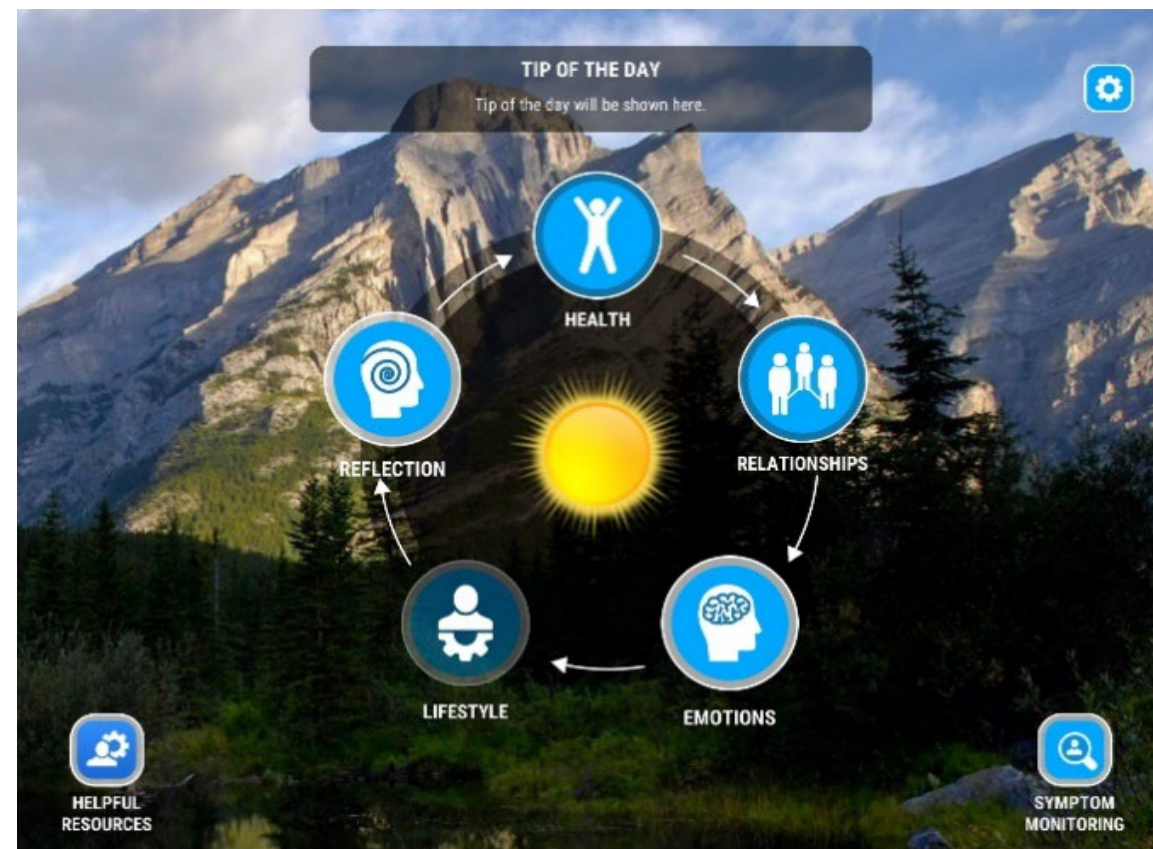 TIP OF THE DAY
Tip of the day will be shown here.
HEALTH
REFLECTION
RELATIONSHIPS
LIFESTYLE
EMOTIONS
HELPFUL
RESOURCES
SYMPTOM
MONITORING